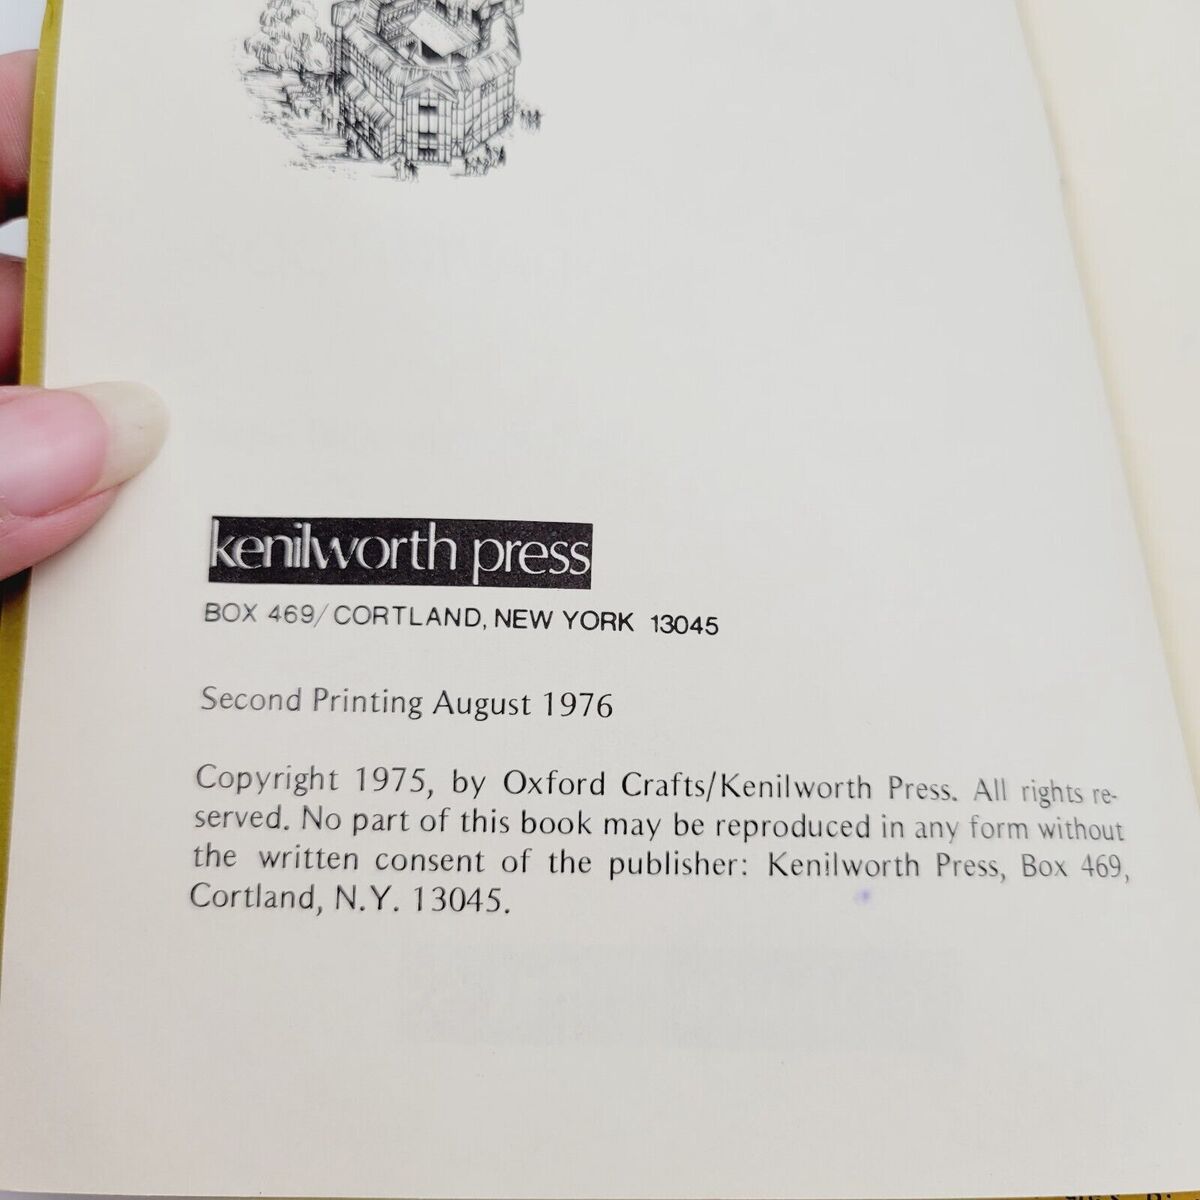 kenilworth press
BOX 469/CORTLAND, NEW YORK 13045
Second Printing August 1976
Copyright 1975, by Oxford Crafts/Kenilworth Press. All rights re-
served. No part of this book may be reproduced in any form without
the written consent of the publisher: Kenilworth Press, Box 469,
Cortland, N.Y. 13045.